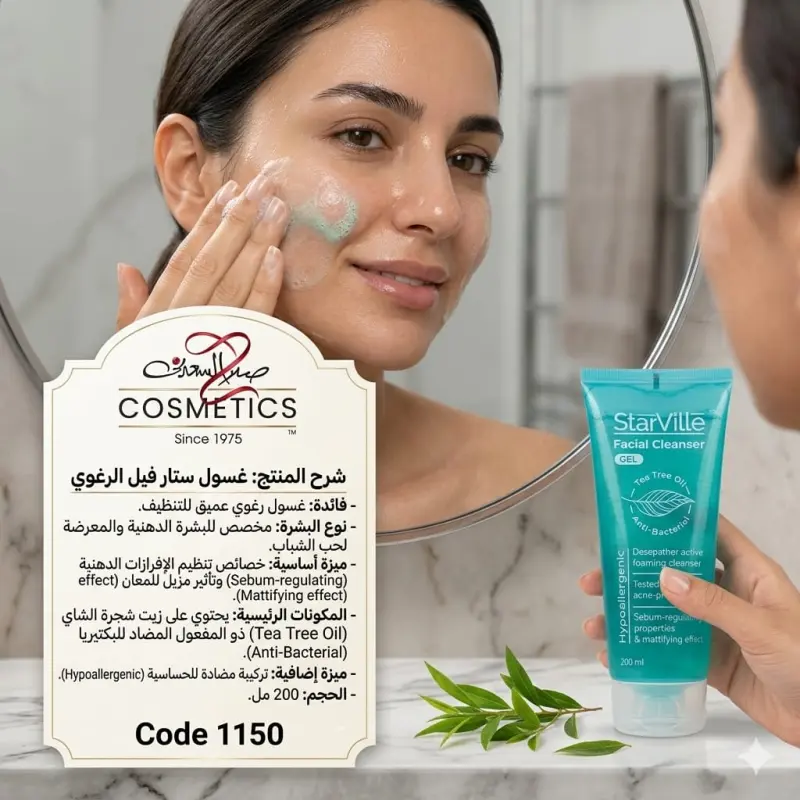 COSMETICS
Since 1975
TM
شرح المنتج: غسول ستار فيل الرغوي
- فائدة: غسول رغوي عميق للتنظيف.
- نوع البشرة: مخصص للبشرة الدهنية والمعرضة
لحب الشباب.
- ميزة أساسية: خصائص تنظيم الإفرازات الدهنية
(Sebum-regulating) وتأثير مزيل للمعان (effect
Mattifying effect).
- المكونات الرئيسية: يحتوي على زيت شجرة الشاي
(Tea Tree Oil) ذو المفعول المضاد للبكتيريا
(Anti-Bacterial).
- ميزة إضافية: تركيبة مضادة للحساسية (Hypoallergenic).
- الحجم: 200 مل.
Code 1150
StarVille
Facial Cleanser
GEL
Tea Tree Oil
Anti-Bacterial
Hypoallergenic
Desepather active
foaming cleanser
Tested
acne-pr
Sebum-regulating
properties
& mattifying effect
200 ml